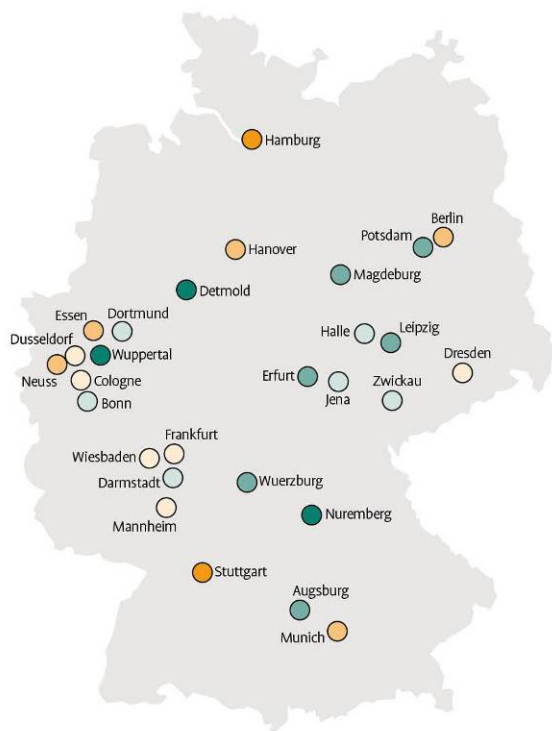 Hamburg
Berlin
Potsdam
Hanover
Magdeburg
Detmold
Essen
Dortmund
Halle
Leipzig
Dusseldorf
Wuppertal
Dresden
Neuss
Cologne
Erfurt
Jena
Zwickau
Bonn
Frankfurt
Wiesbaden
Darmstadt
Wuerzburg
Mannheim
Nuremberg
Stuttgart
Augsburg
Munich